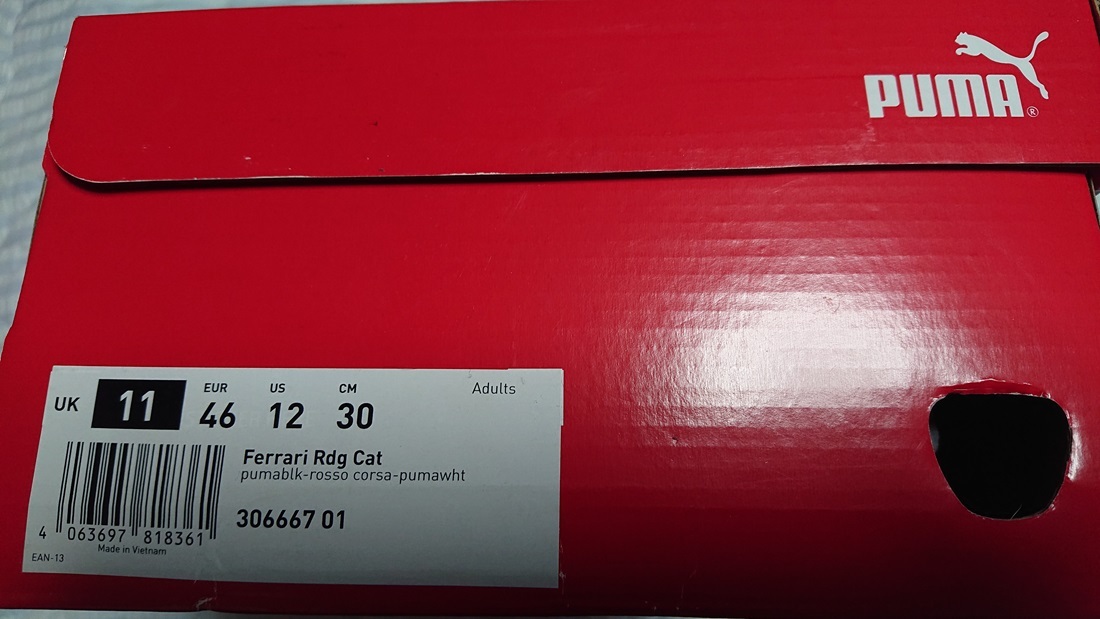 PUMA®
Adults
EUR US CM
UK 11 46 12 30
Ferrari Rdg Cat
pumablk-rosso corsa-pumawht
306667 01
4 063697 818361
Made in Vietnam
EAN-13